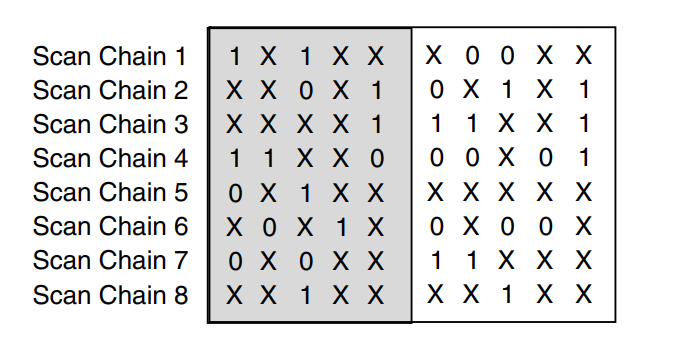 Scan Chain 1 1 X 1 X X X 0 0 X X
Scan Chain 2 X X 0 X 1 0 X 1 X 1
Scan Chain 3 X X X X 1 1 1 X X 1
Scan Chain 4 1 1 X X 0 0 0 X 0 1
Scan Chain 5 0 X 1 X X X X X X X
Scan Chain 6 X 0 X 1 X 0 X 0 0 X
Scan Chain 7 0 X 0 X X 1 1 X X X
Scan Chain 8 X X 1 X X X X 1 X X